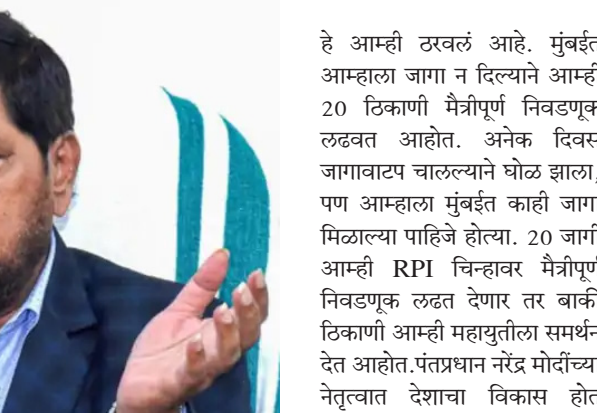 हे आम्ही ठरवलं आहे. मुंबईत
आम्हाला जागा न दिल्याने आम्ही
20 ठिकाणी मैत्रीपूर्ण निवडणूक
लढवत आहोत. अनेक दिवस
जागावाटप चालल्याने घोळ झाला,
पण आम्हाला मुंबईत काही जागा
मिळाल्या पाहिजे होत्या. 20 जागी
आम्ही RPI चिन्हावर मैत्रीपूर्ण
निवडणूक लढत देणार तर बाकी
ठिकाणी आम्ही महायुतीला समर्थन
देत आहोत.पंतप्रधान नरेंद्र मोदींच्या
नेतृत्वात देशाचा विकास होत